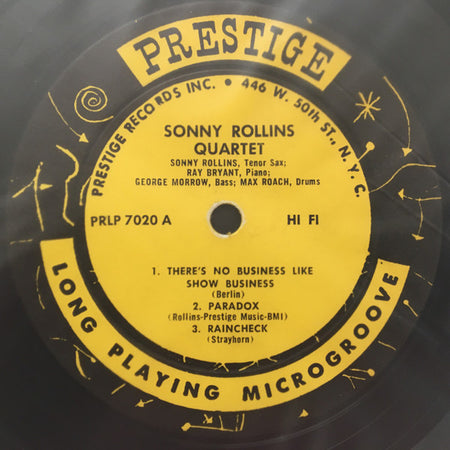 PRESTIGE
PRESTIGE RECORDS INC. • 446 W. 50th ST., N.Y.C.
SONNY ROLLINS
QUARTET
SONNY ROLLINS, Tenor Sax;
RAY BRYANT, Piano;
GEORGE MORROW, Bass; MAX ROACH, Drums
PRLP 7020 A
HI FI
1. THERE'S NO BUSINESS LIKE
SHOW BUSINESS
(Berlin)
2. PARADOX
(Rollins-Prestige Music-BMI)
3. RAINCHECK
(Strayhorn)
LONG PLAYING MICROGROOVE